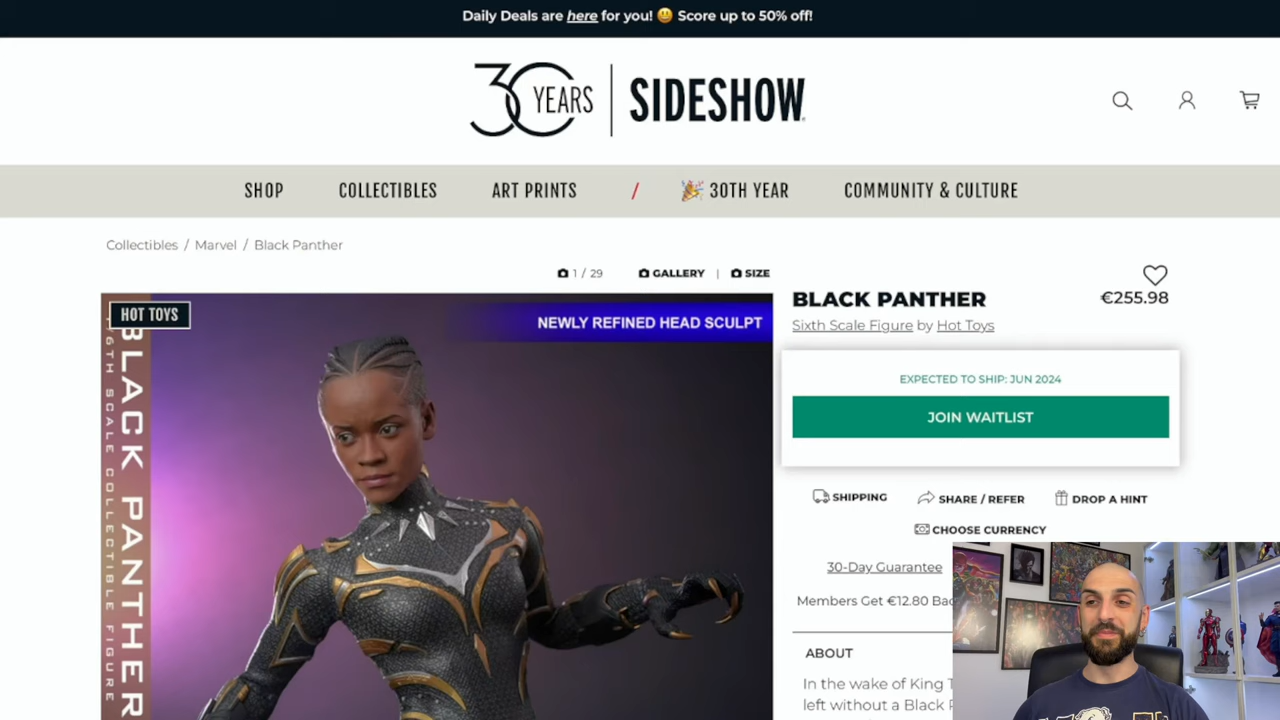 Daily Deals are here for you! 😃 Score up to 50% off!
30 YEARS | SIDESHOW
SHOP COLLECTIBLES ART PRINTS / 🎉 30TH YEAR COMMUNITY & CULTURE
Collectibles / Marvel / Black Panther
1 / 29 GALLERY | SIZE
HOT TOYS
NEWLY REFINED HEAD SCULPT
BLACK PANTHER
SCALE COLLECTIBLE FIGURE
BLACK PANTHER
€255.98
Sixth Scale Figure by Hot Toys
EXPECTED TO SHIP: JUN 2024
JOIN WAITLIST
SHIPPING SHARE / REFER DROP A HINT
CHOOSE CURRENCY
30-Day Guarantee
Members Get €12.80
ABOUT
In the wake of King
left without a Black